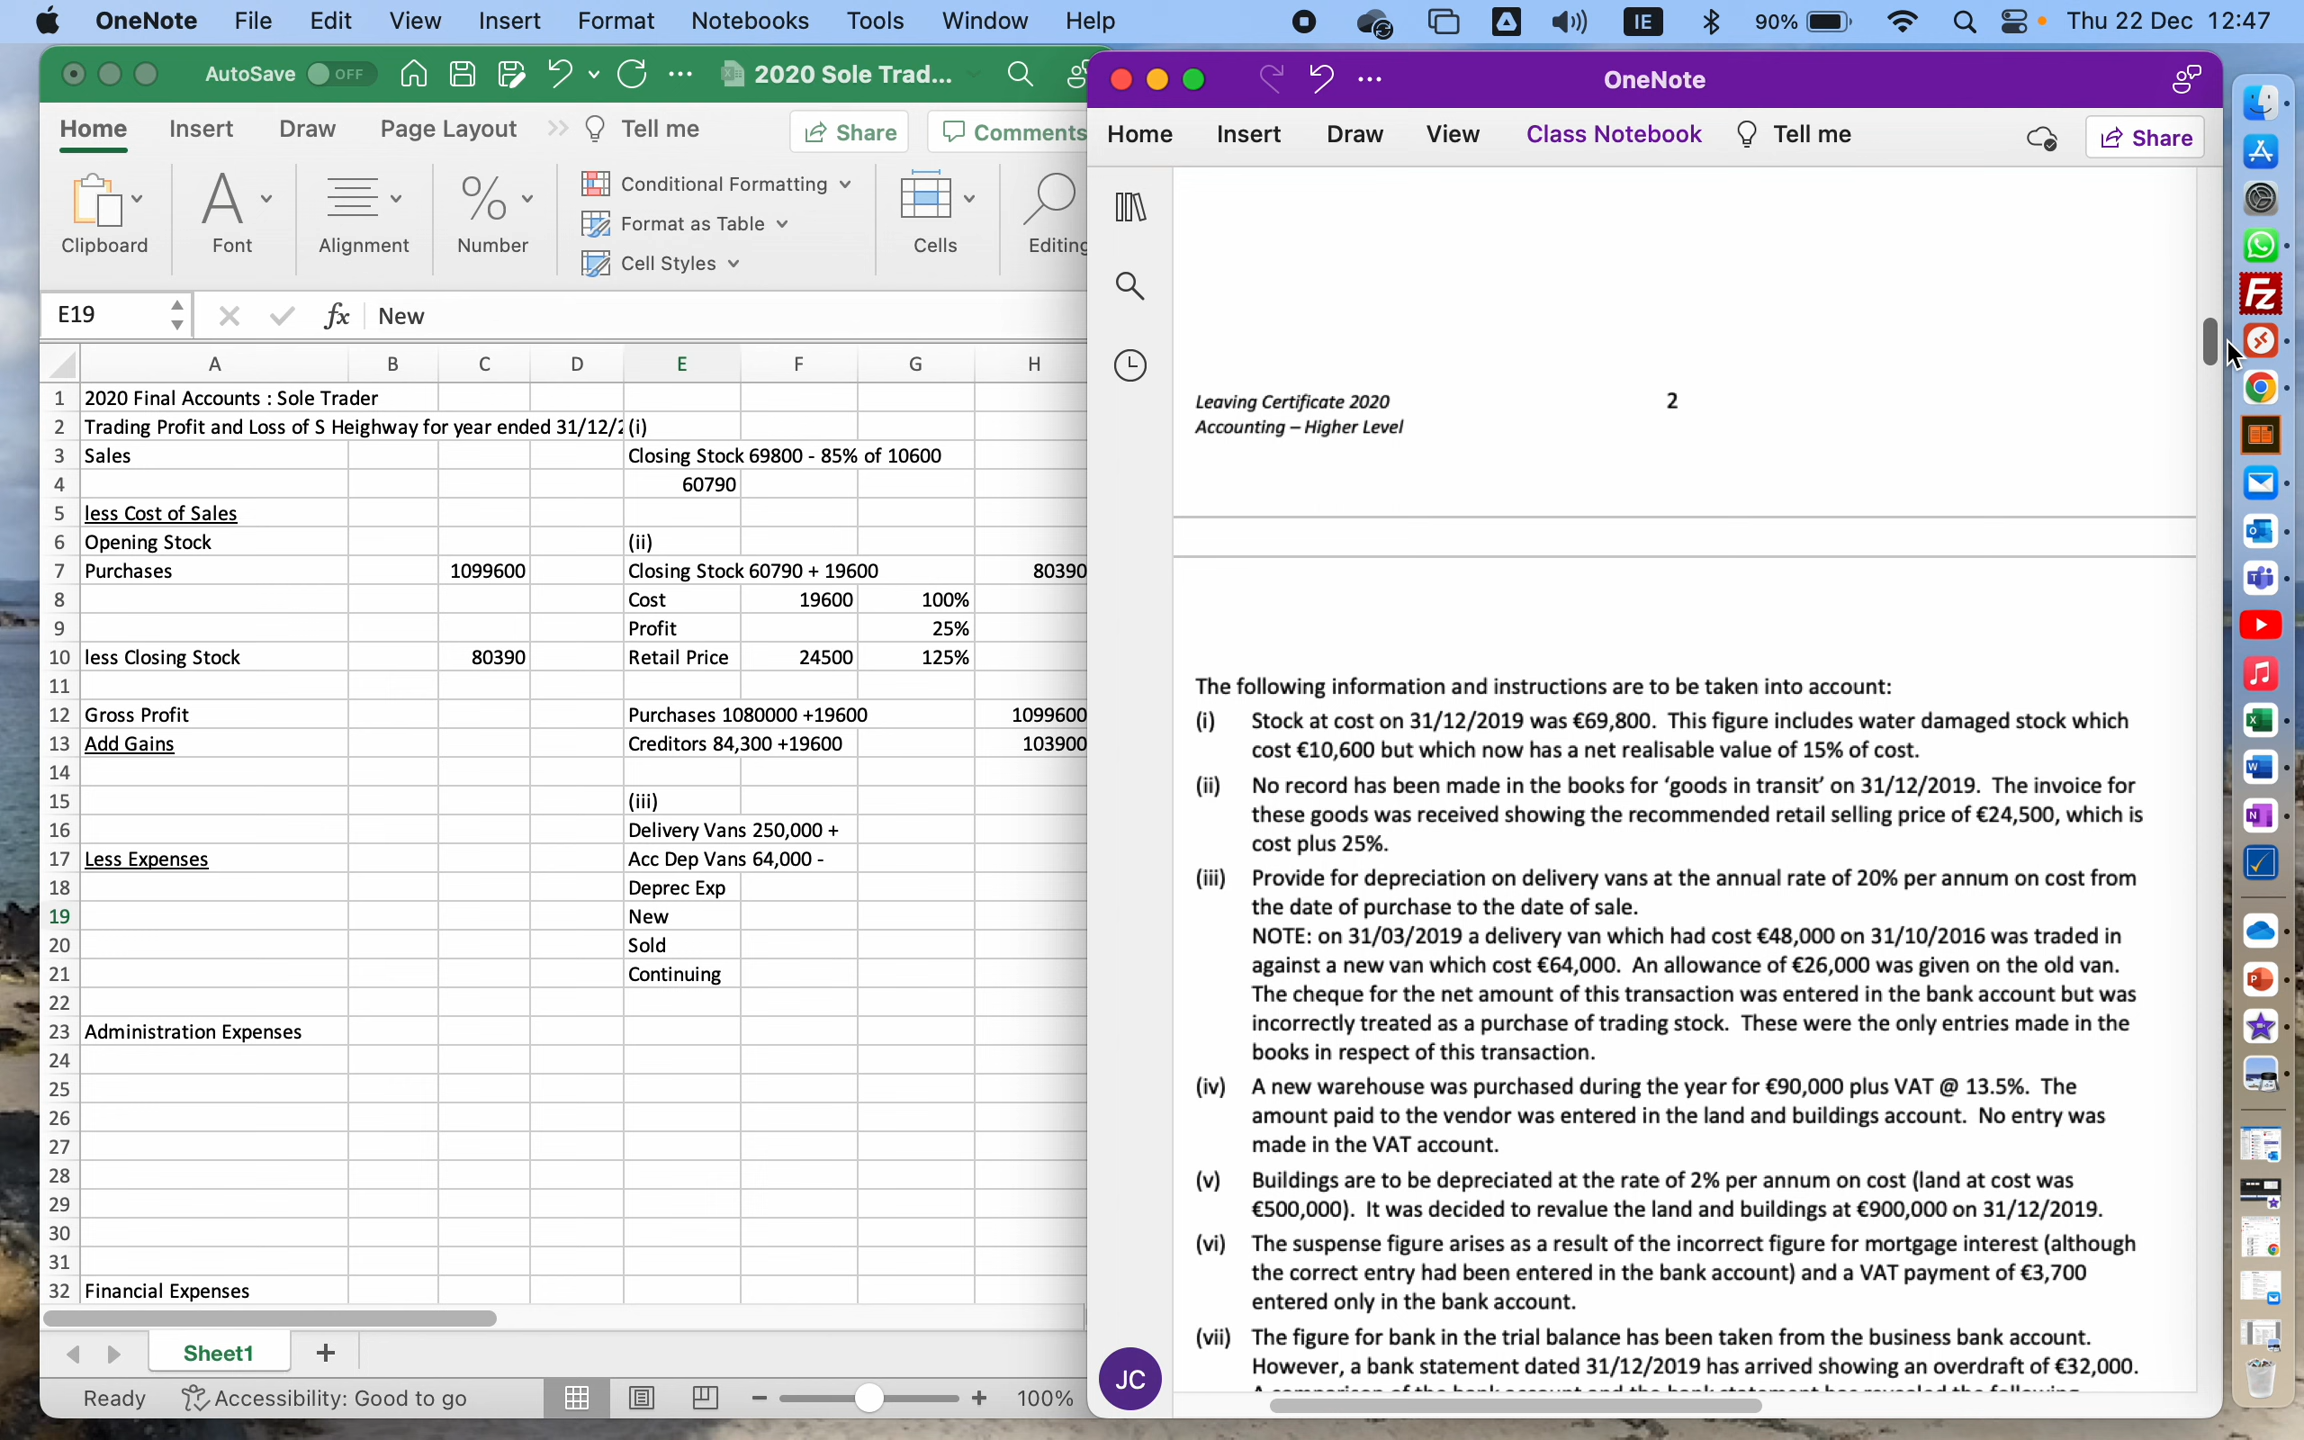 OneNote File Edit View Insert Format Notebooks Tools Window Help IE 90% Thu 22 Dec 12:47
AutoSave OFF 2020 Sole Trad...
Home Insert Draw Page Layout Tell me Share Comments
Clipboard Font Alignment Number Conditional Formatting Format as Table Cell Styles Cells Editing
E19 fx New
A B C D E F G H
1 2020 Final Accounts : Sole Trader
2 Trading Profit and Loss of S Heighway for year ended 31/12/2 (i)
3 Sales Closing Stock 69800 - 85% of 10600
4 60790
5 less Cost of Sales
6 Opening Stock (ii)
7 Purchases 1099600 Closing Stock 60790 + 19600 80390
8 Cost 19600 100%
9 Profit 25%
10 less Closing Stock 80390 Retail Price 24500 125%
11
12 Gross Profit Purchases 1080000 +19600 1099600
13 Add Gains Creditors 84,300 +19600 103900
14
15 (iii)
16 Delivery Vans 250,000 +
17 Less Expenses Acc Dep Vans 64,000 -
18 Deprec Exp
19 New
20 Sold
21 Continuing
22
23 Administration Expenses
24
25
26
27
28
29
30
31
32 Financial Expenses
Sheet1
Ready Accessibility: Good to go 100%
OneNote
Home Insert Draw View Class Notebook Tell me Share
Leaving Certificate 2020 2
Accounting – Higher Level
The following information and instructions are to be taken into account:
(i) Stock at cost on 31/12/2019 was €69,800. This figure includes water damaged stock which
cost €10,600 but which now has a net realisable value of 15% of cost.
(ii) No record has been made in the books for ‘goods in transit’ on 31/12/2019. The invoice for
these goods was received showing the recommended retail selling price of €24,500, which is
cost plus 25%.
(iii) Provide for depreciation on delivery vans at the annual rate of 20% per annum on cost from
the date of purchase to the date of sale.
NOTE: on 31/03/2019 a delivery van which had cost €48,000 on 31/10/2016 was traded in
against a new van which cost €64,000. An allowance of €26,000 was given on the old van.
The cheque for the net amount of this transaction was entered in the bank account but was
incorrectly treated as a purchase of trading stock. These were the only entries made in the
books in respect of this transaction.
(iv) A new warehouse was purchased during the year for €90,000 plus VAT @ 13.5%. The
amount paid to the vendor was entered in the land and buildings account. No entry was
made in the VAT account.
(v) Buildings are to be depreciated at the rate of 2% per annum on cost (land at cost was
€500,000). It was decided to revalue the land and buildings at €900,000 on 31/12/2019.
(vi) The suspense figure arises as a result of the incorrect figure for mortgage interest (although
the correct entry had been entered in the bank account) and a VAT payment of €3,700
entered only in the bank account.
(vii) The figure for bank in the trial balance has been taken from the business bank account.
However, a bank statement dated 31/12/2019 has arrived showing an overdraft of €32,000.
JC